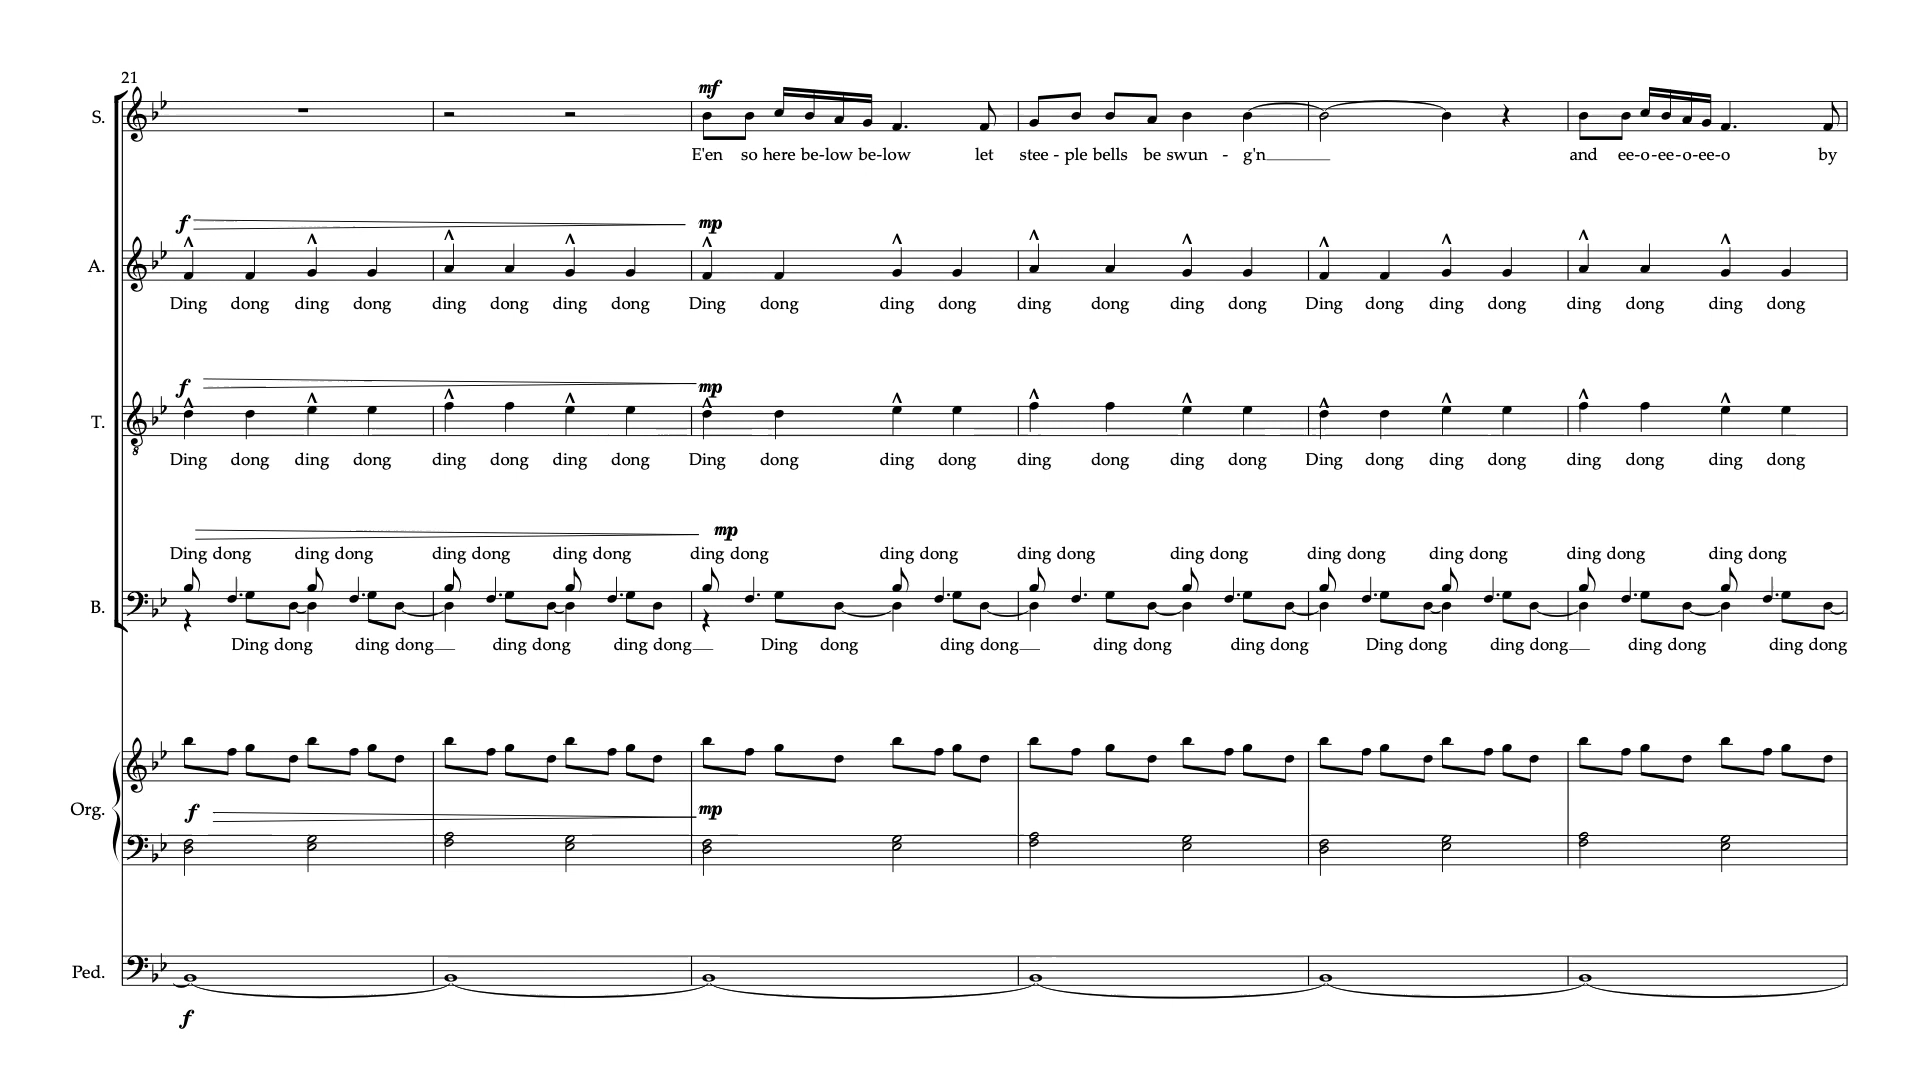 21
S.
mf
E'en so here be-low be-low let stee - ple bells be swun - g'n and ee-o-ee-o-ee-o by
f mp
A.
Ding dong ding dong ding dong ding dong Ding dong ding dong ding dong ding dong Ding dong ding dong ding dong ding dong
f mp
T.
Ding dong ding dong ding dong ding dong Ding dong ding dong ding dong ding dong Ding dong ding dong ding dong ding dong
mp
Ding dong ding dong ding dong ding dong ding dong ding dong ding dong ding dong ding dong ding dong ding dong ding dong
B.
Ding dong ding dong ding dong ding dong Ding dong ding dong ding dong ding dong Ding dong ding dong ding dong ding dong
Org.
f mp
Ped.
f